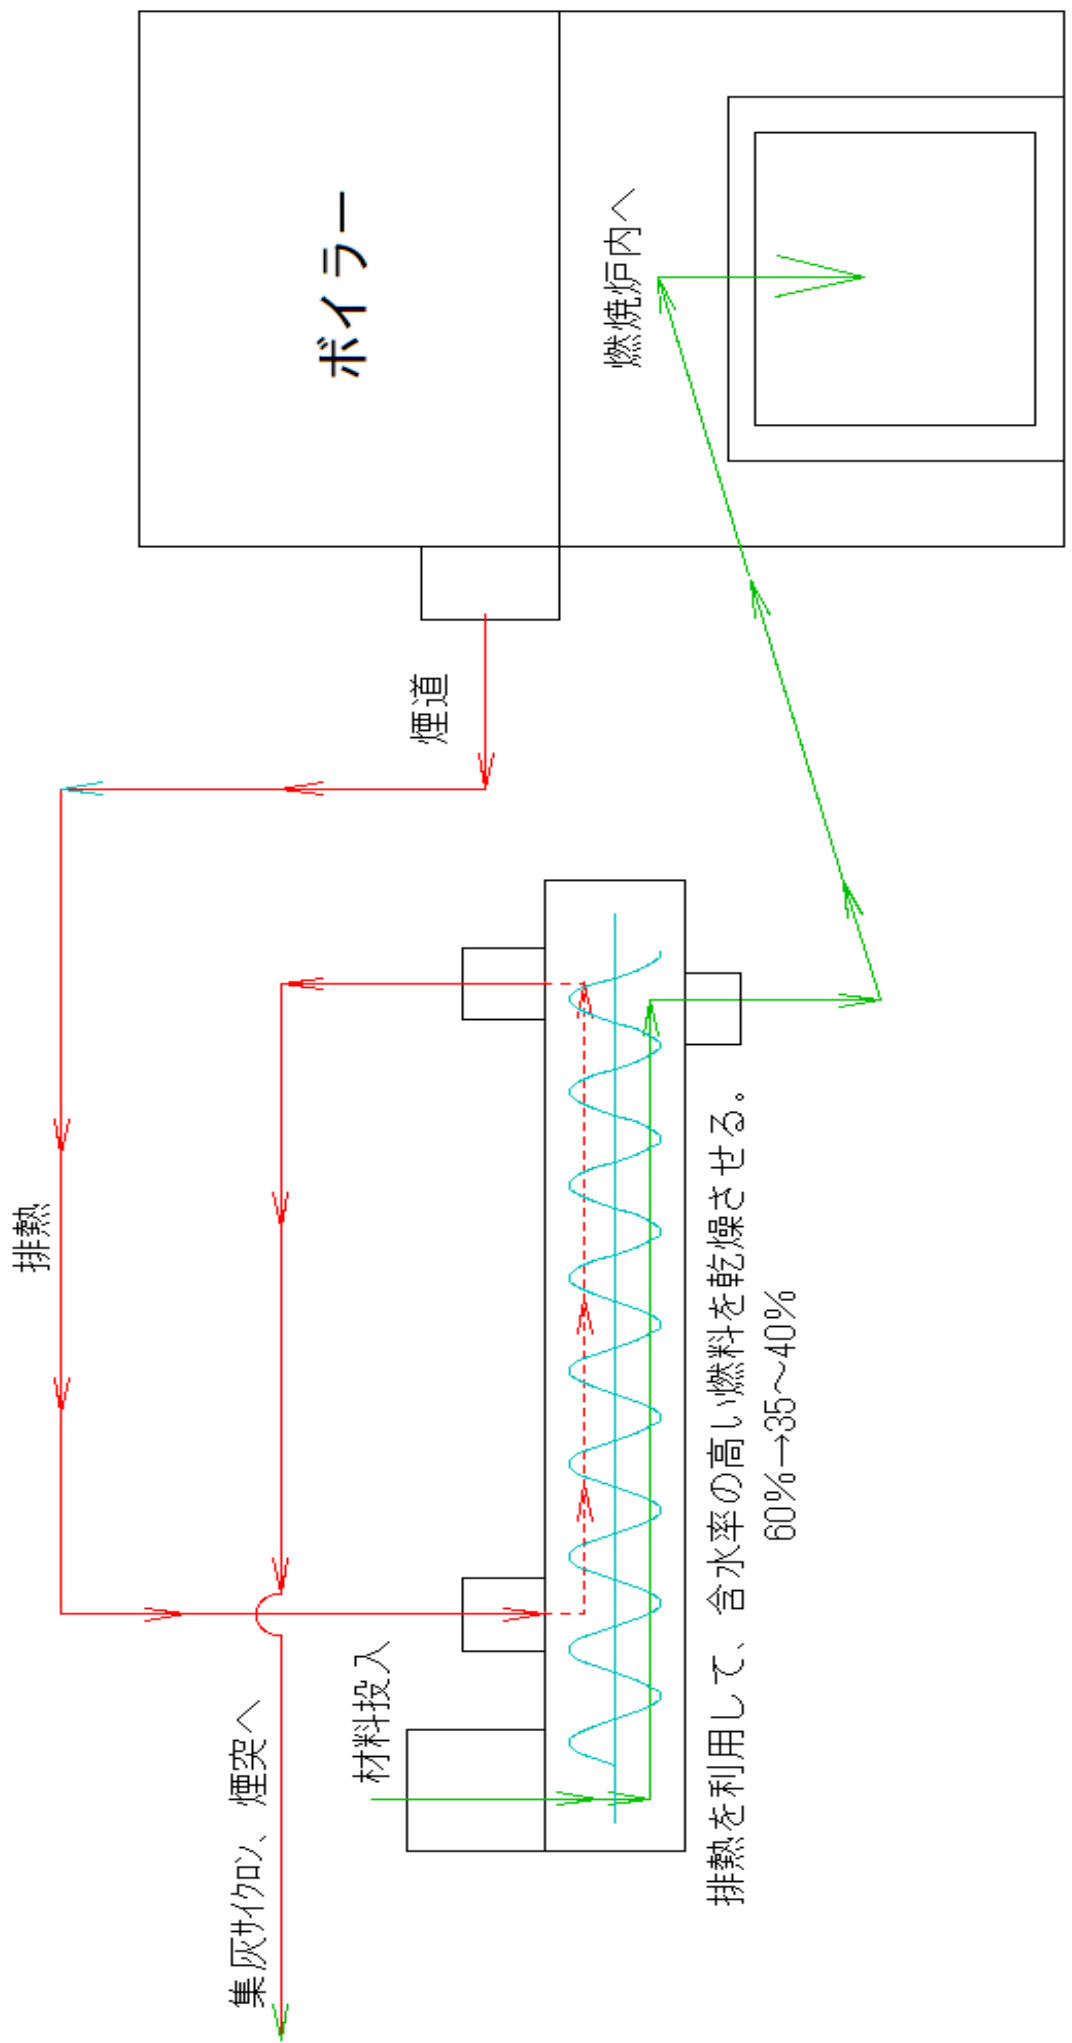 集灰サイクロン、煙突へ
排熱
煙道
ボイラー
材料投入
燃焼炉内へ
排熱を利用して、含水率の高い燃料を乾燥させる。
60%→35～40%